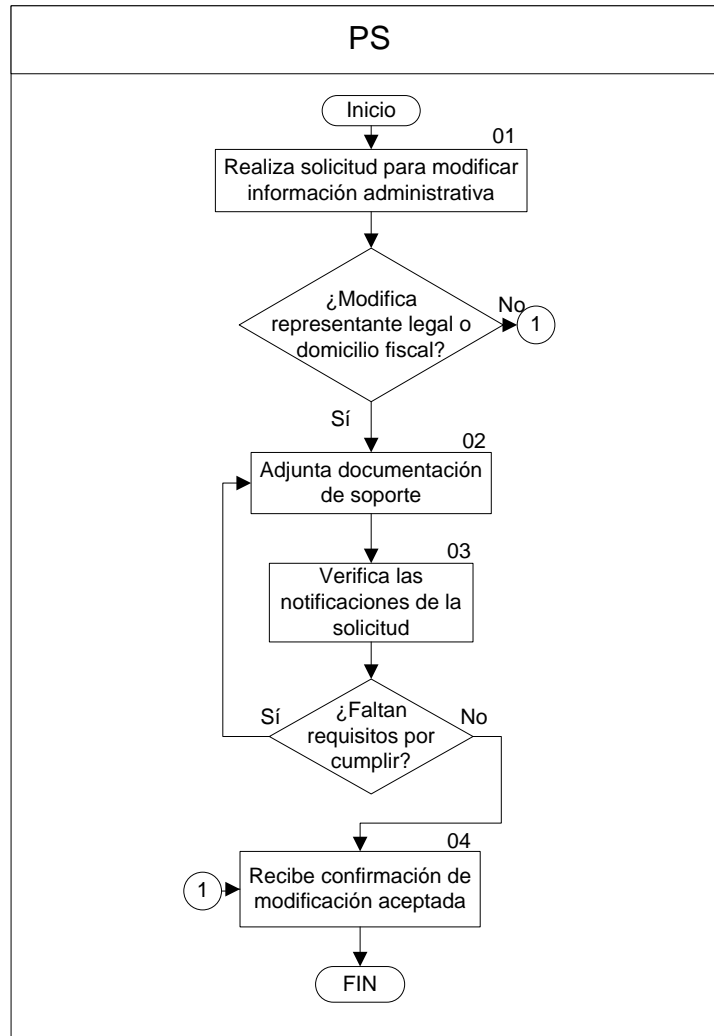 PS
Inicio
01
Realiza solicitud para modificar
información administrativa
¿Modifica
representante legal o
domicilio fiscal?
No
1
Sí
02
Adjunta documentación
de soporte
03
Verifica las
notificaciones de la
solicitud
Sí
¿Faltan
requisitos por
cumplir?
No
04
1
Recibe confirmación de
modificación aceptada
FIN